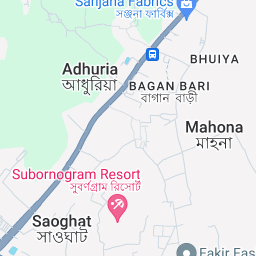 Sanjana Fabrics
সঞ্জনা ফার্বিক্স
BHUIYA
Adhuria
আধুরিয়া
BAGAN BARI
বাগান বাড়ী
Mahona
মাহনা
Subornogram Resort
সুবর্ণগ্রাম রিসোর্ট
Saoghat
সাওঘাট
Fakir Fas